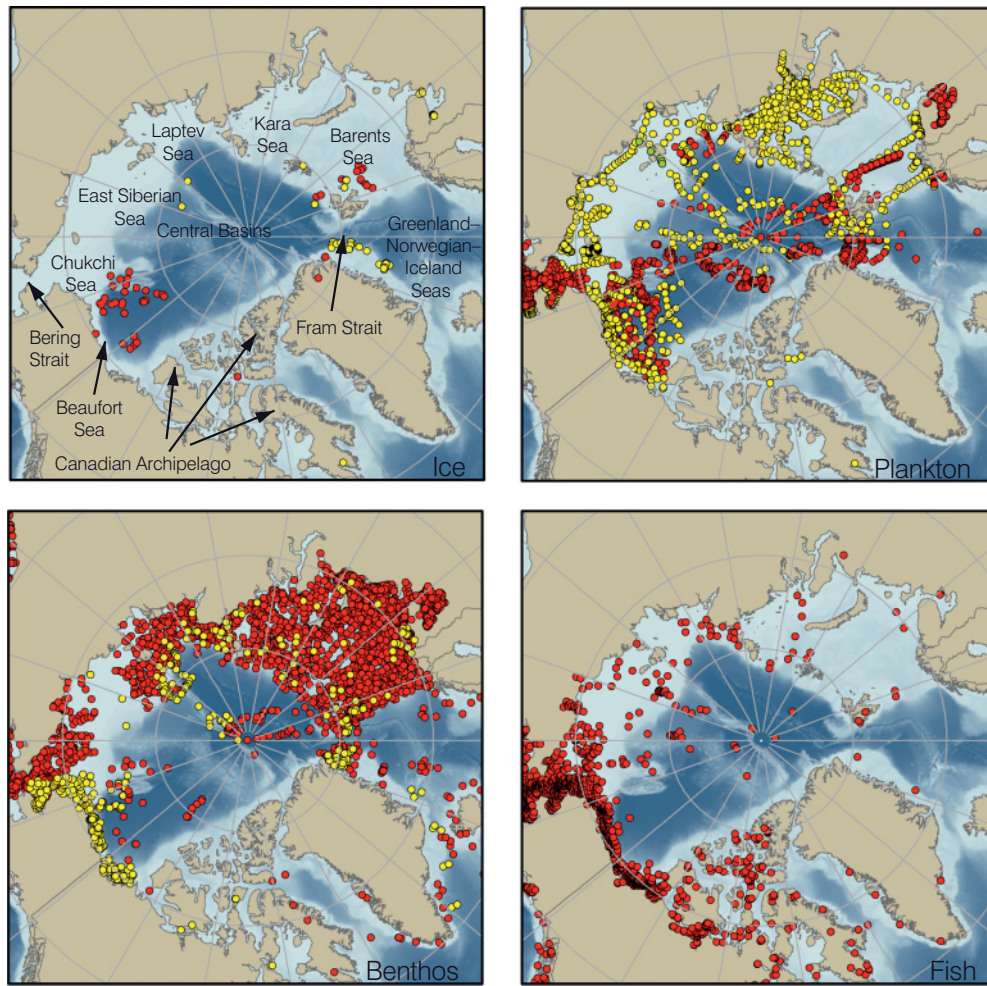 Laptev
Sea
Kara
Sea
Barents
Sea
East Siberian
Sea
Central Basins
Greenland–
Norwegian–
Iceland
Seas
Chukchi
Sea
Bering
Strait
Fram Strait
Beaufort
Sea
Canadian Archipelago
Ice
Plankton
Benthos
Fish